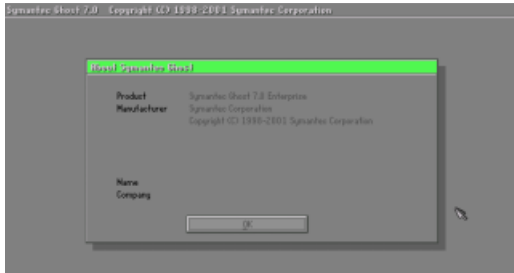 Symantec Ghost 7.0 Copyright (C) 1998-2001 Symantec Corporation
About Symantec Ghost
Product Symantec Ghost 7.0 Enterprise
Manufacturer Symantec Corporation
Copyright (C) 1998-2001 Symantec Corporation
Name
Company
OK